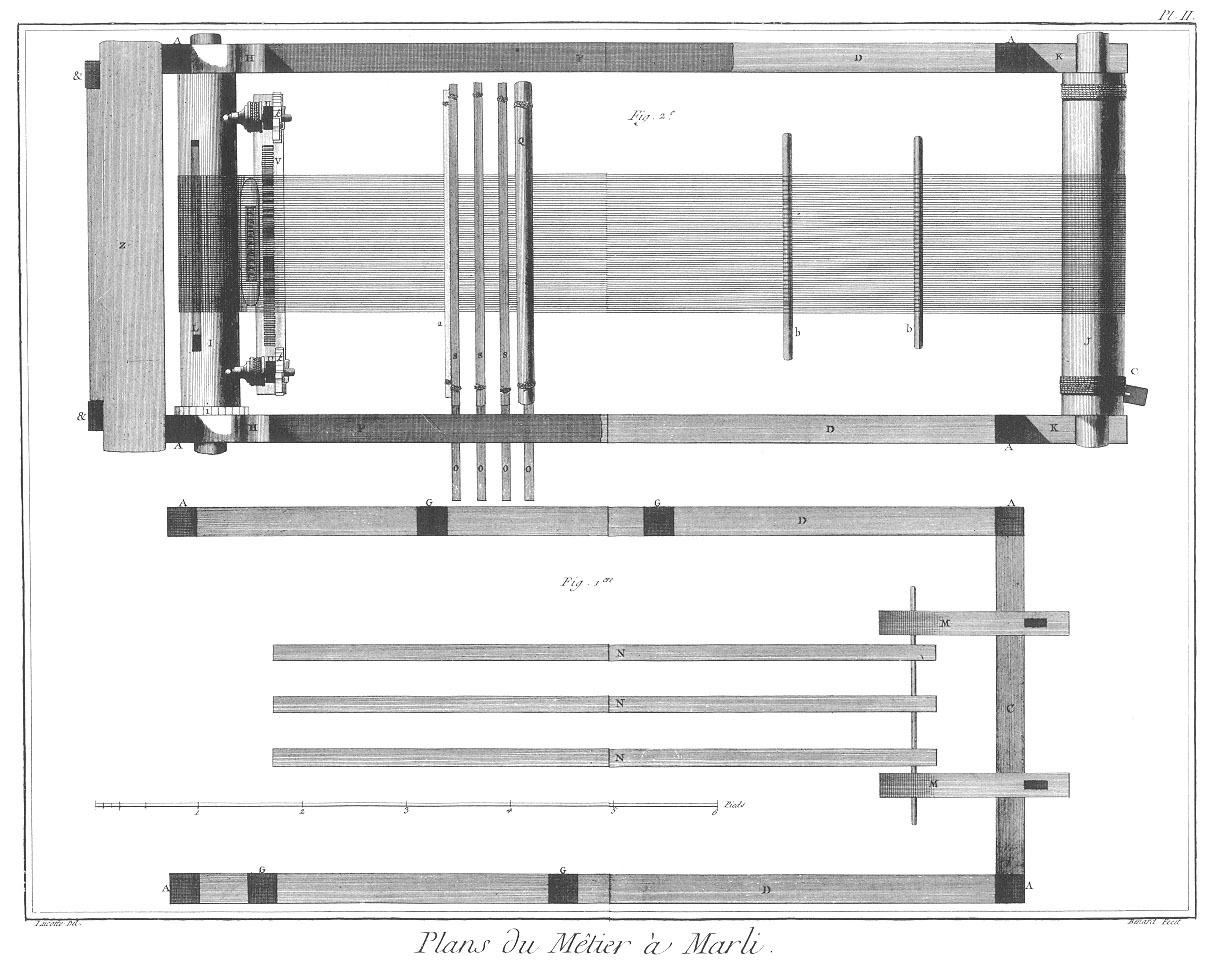 Pl. II.
A
H
P
D
A
K
&
Fig. 2.e
t
V
Q
Z
a
S
S
S
b
b
J
L
I
t
C
1
&
H
P
D
K
A
A
O
O
O
O
A
G
G
D
A
Fig. 1.ere
M
N
N
C
N
M
1
2
3
4
5
6
Pieds
G
G
A
D
A
Lucotte Del.
Benard Fecit
Plans du Métier à Marli.